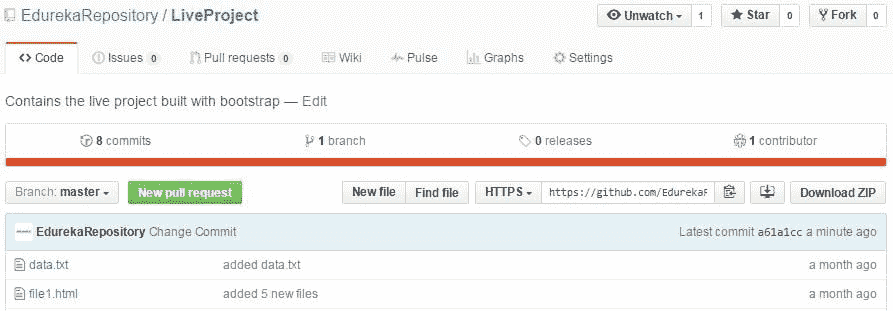 EdurekaRepository / LiveProject
Unwatch 1 Star 0 Fork 0
Code Issues 0 Pull requests 0 Wiki Pulse Graphs Settings
Contains the live project built with bootstrap — Edit
8 commits 1 branch 0 releases 1 contributor
Branch: master New pull request New file Find file HTTPS https://github.com/EdurekaF Download ZIP
EdurekaRepository Change Commit Latest commit a61a1cc a minute ago
data.txt added data.txt a month ago
file1.html added 5 new files a month ago